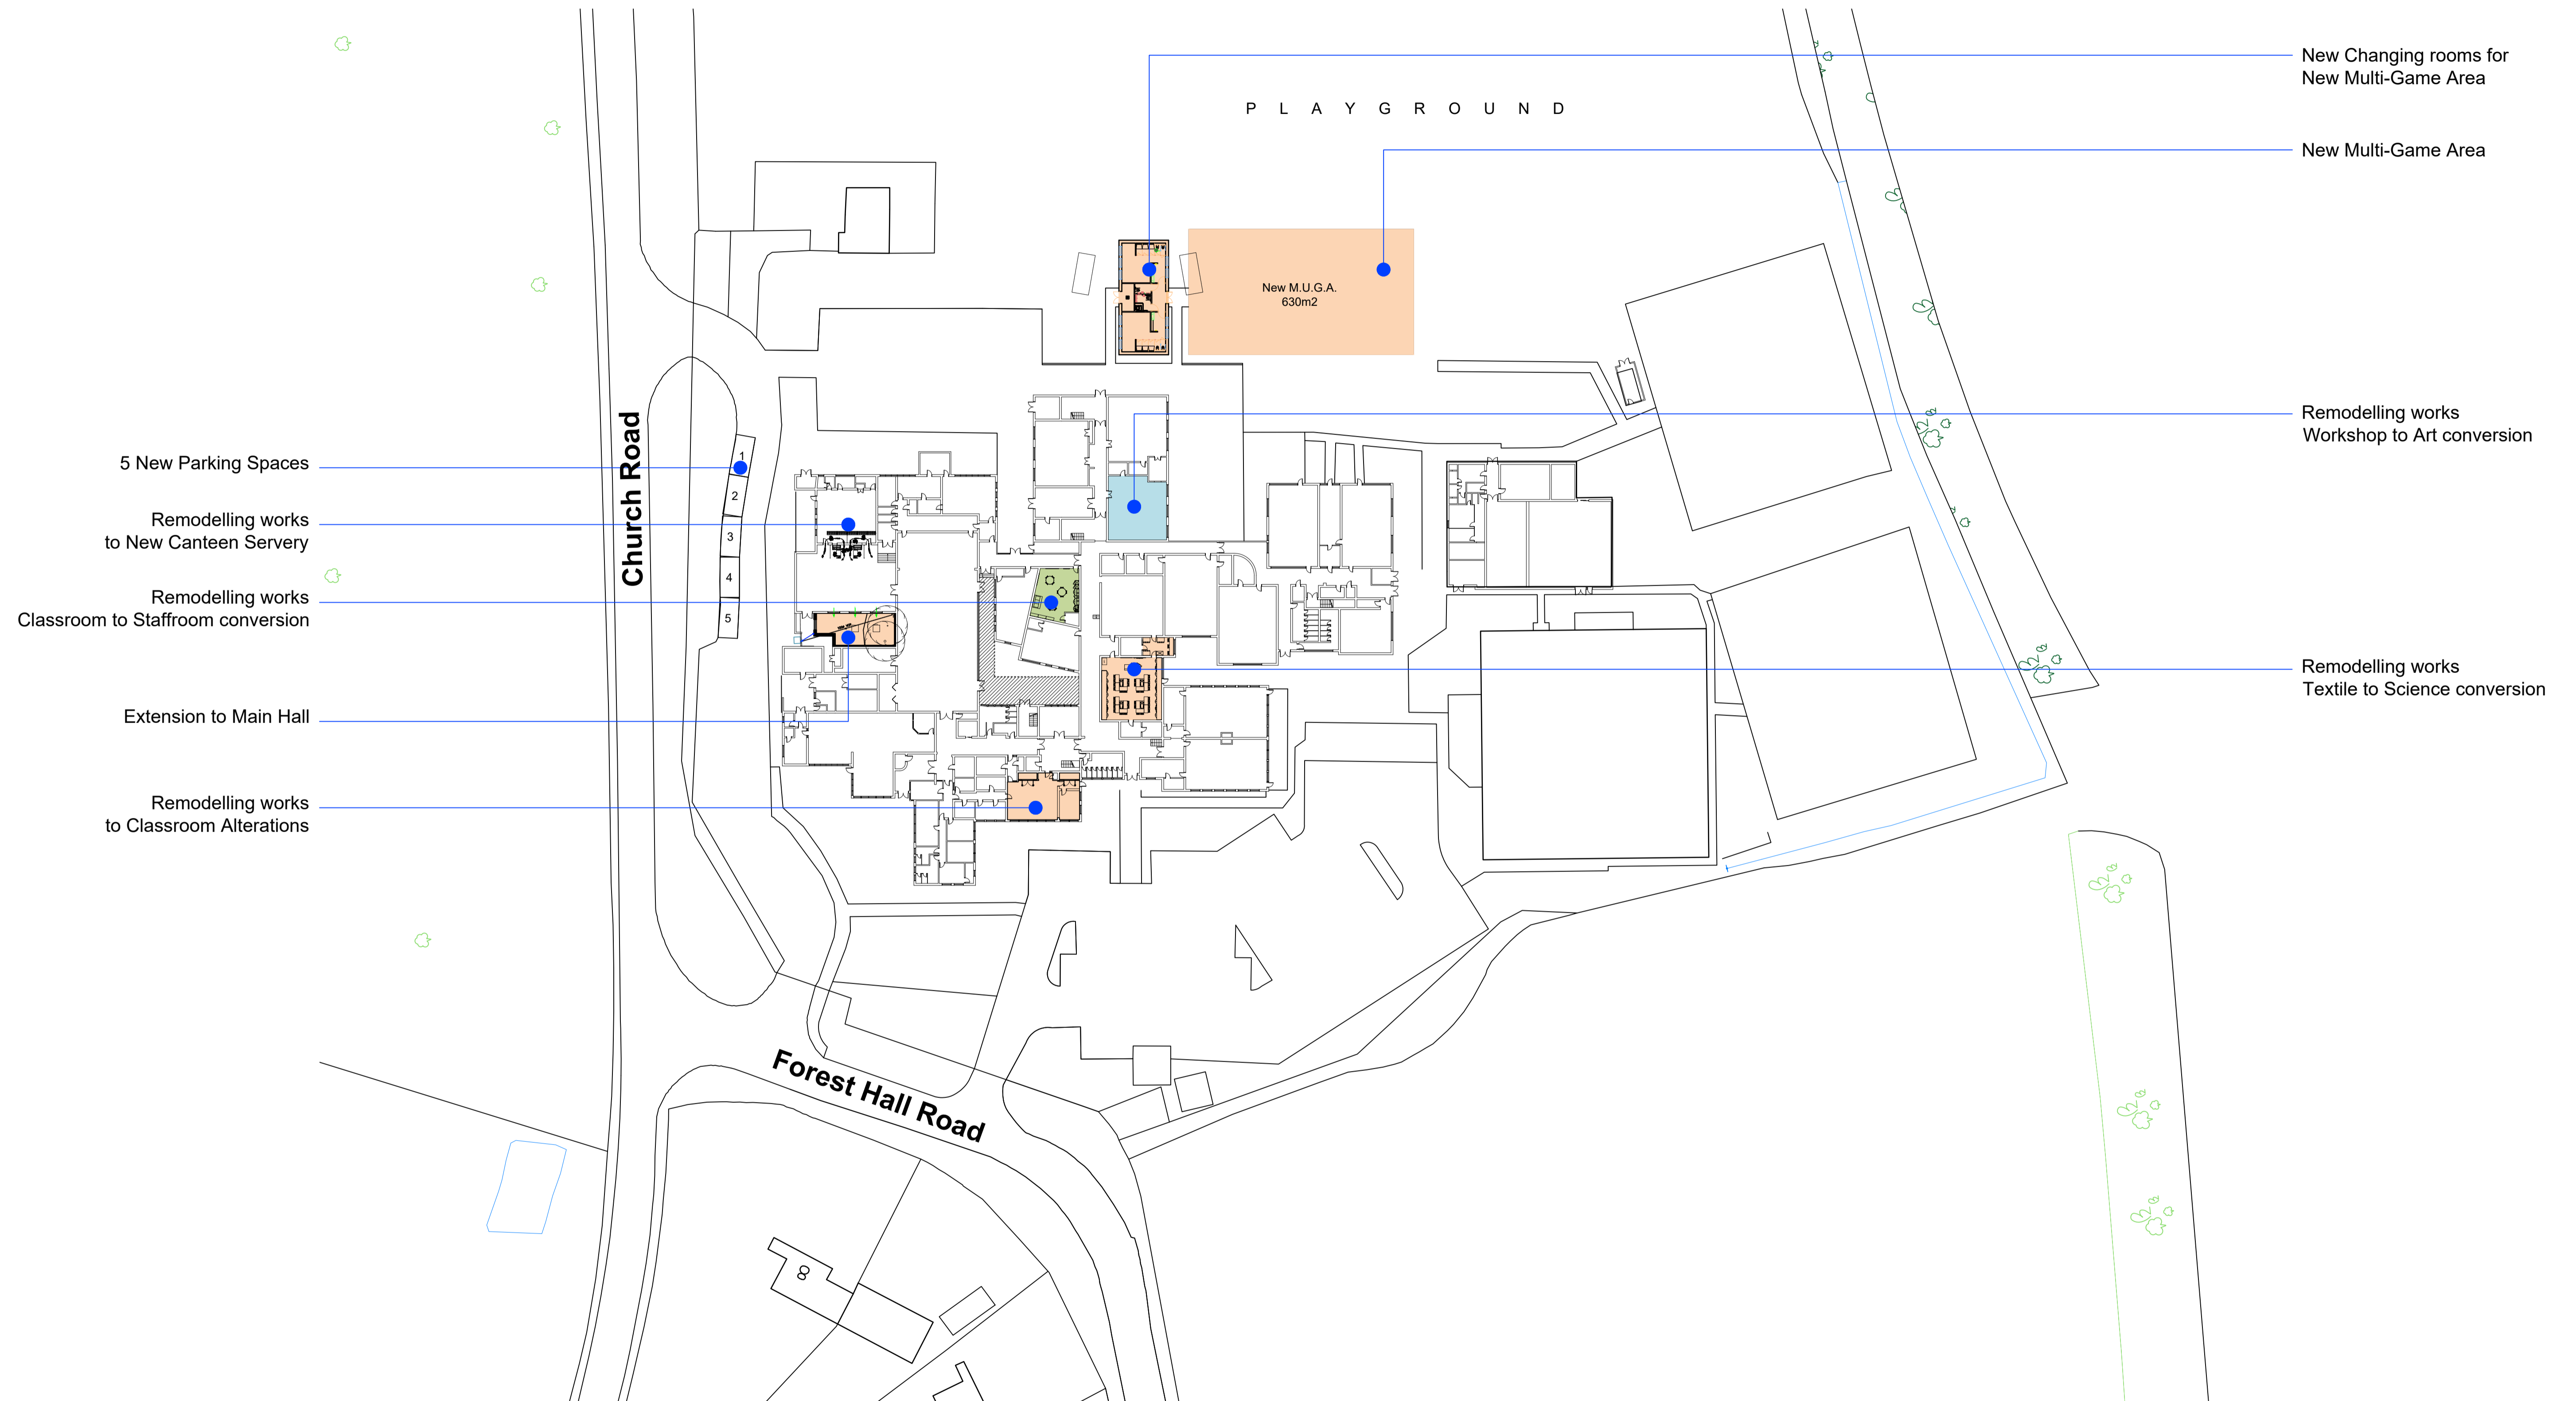 New Changing rooms for
New Multi-Game Area
P L A Y G R O U N D
New Multi-Game Area
New M.U.G.A.
630m2
Remodelling works
Workshop to Art conversion
Church Road
5 New Parking Spaces
1
2
3
4
5
Remodelling works
to New Canteen Servery
Remodelling works
Classroom to Staffroom conversion
Remodelling works
Textile to Science conversion
Extension to Main Hall
Remodelling works
to Classroom Alterations
Forest Hall Road
8